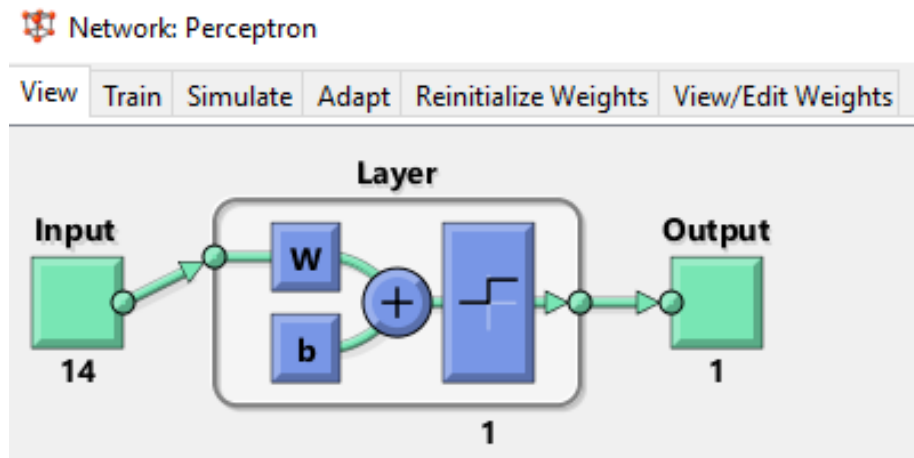 Network: Perceptron
View Train Simulate Adapt Reinitialize Weights View/Edit Weights
Layer
Input Output
W
+
b
14 1
1